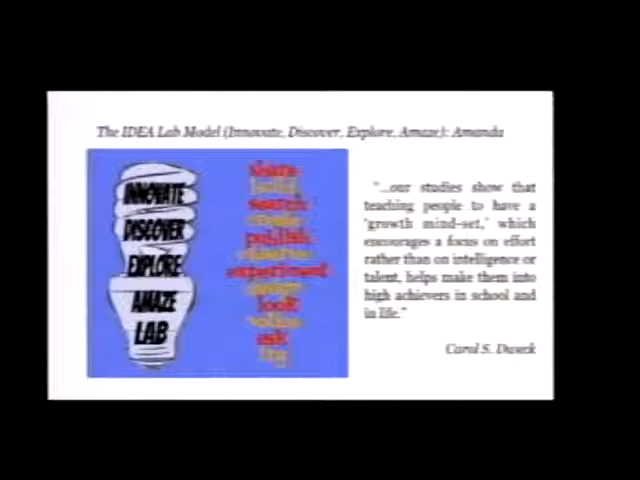 The IDEA Lab Model (Innovate, Discover, Explore, Amaze): Amanda
INNOVATE
DISCOVER
EXPLORE
AMAZE
LAB
share
build
search
create
publish
observe
experiment
design
look
ask
try
"...our studies show that
teaching people to have a
'growth mind-set,' which
encourages a focus on effort
rather than on intelligence or
talent, helps make them into
high achievers in school and
in life."
Carol S. Dweck